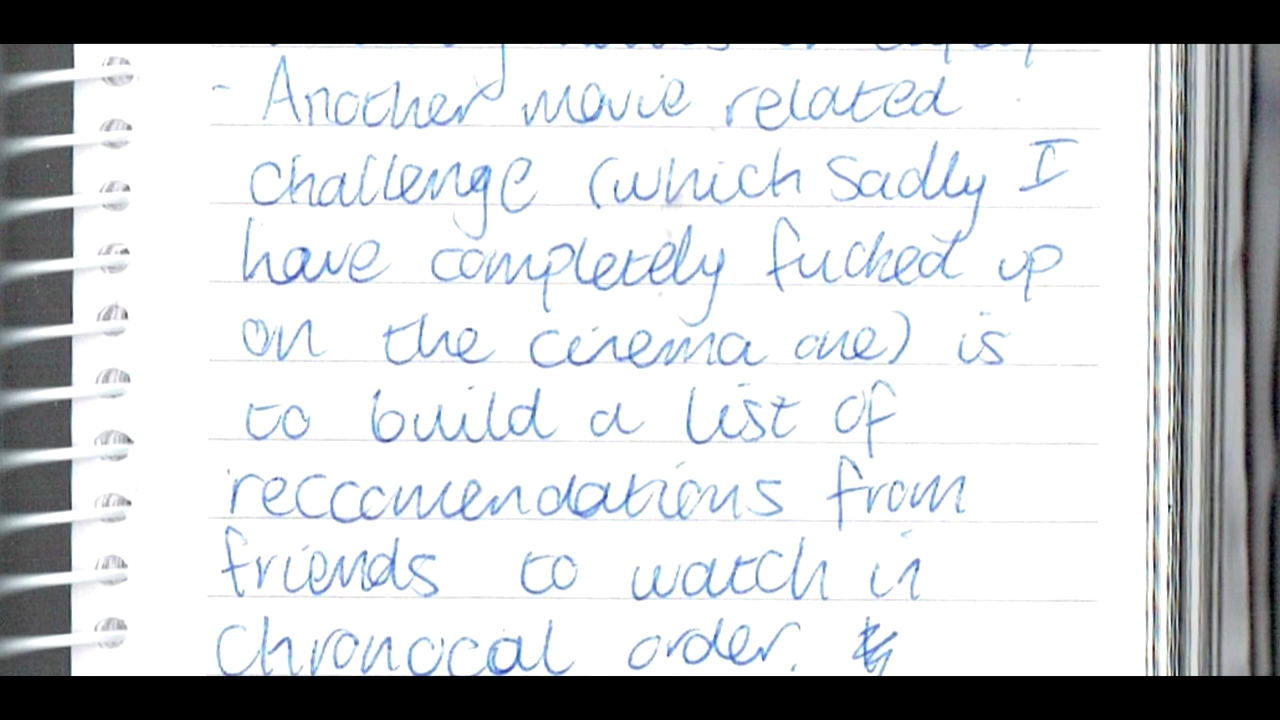 - Another movie related
challenge (which sadly I
have completely fucked up
on the cinema one) is
to build a list of
reccomendations from
friends to watch in
chronocal order.